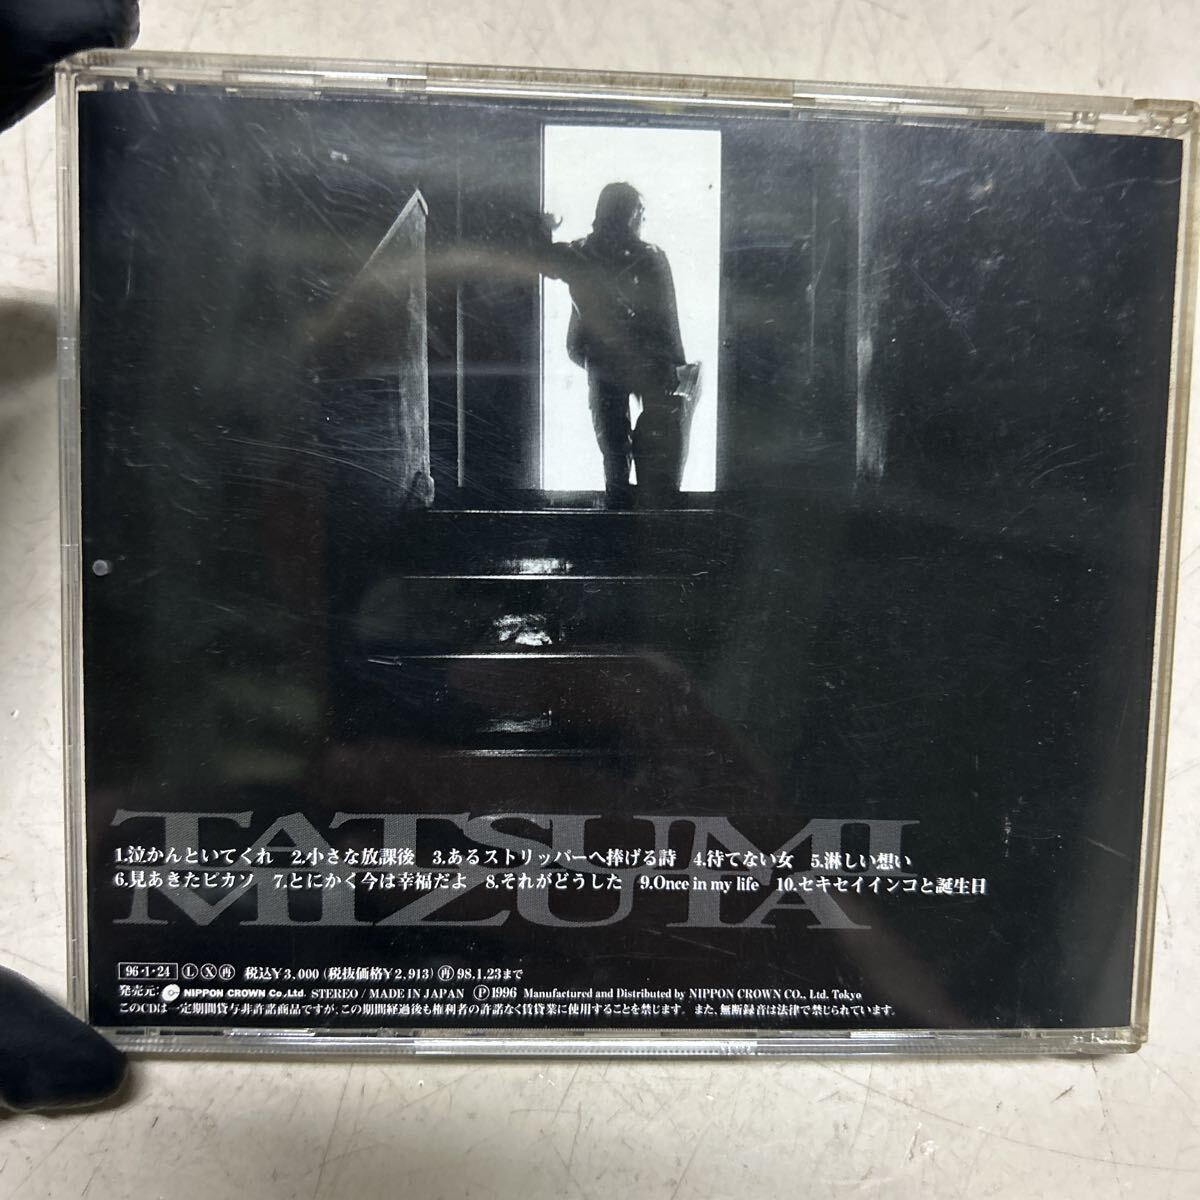 TATSUMI
MIZUTA
1.泣かんといてくれ 2.小さな放課後 3.あるストリッパーへ捧げる詩 4.待てない女 5.淋しい想い
6.見あきたピカソ 7.とにかく今は幸福だよ 8.それがどうした 9.Once in my life 10.セキセイインコと誕生日
96・1・24 Ⓛ Ⓧ 再 税込¥3,000 (税抜価格¥2,913) 再 98.1.23まで
発売元: NIPPON CROWN Co.,Ltd. STEREO / MADE IN JAPAN Ⓟ1996 Manufactured and Distributed by NIPPON CROWN CO., Ltd. Tokyo
このCDは一定期間貸与非許諾商品ですが、この期間経過後も権利者の許諾なく賃貸業に使用することを禁じます。また、無断録音は法律で禁じられています。